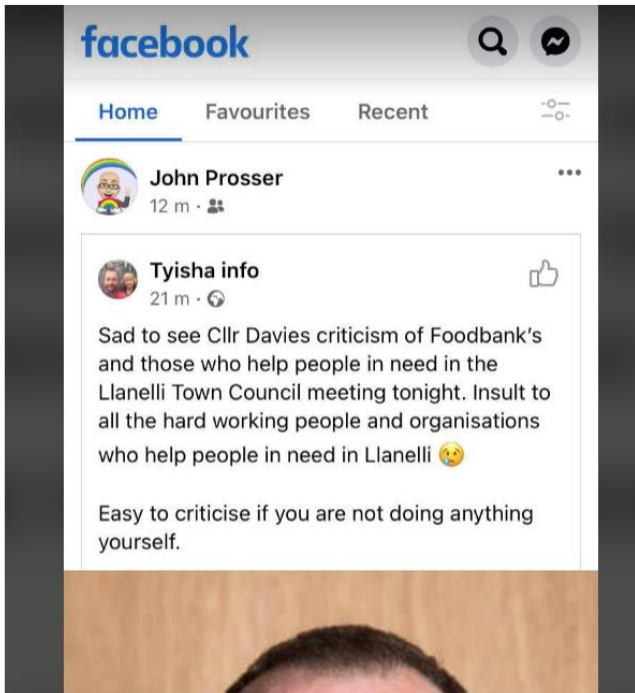 facebook
Home Favourites Recent
John Prosser
12 m ·
Tyisha info
21 m ·
Sad to see Cllr Davies criticism of Foodbank's
and those who help people in need in the
Llanelli Town Council meeting tonight. Insult to
all the hard working people and organisations
who help people in need in Llanelli 😢
Easy to criticise if you are not doing anything
yourself.